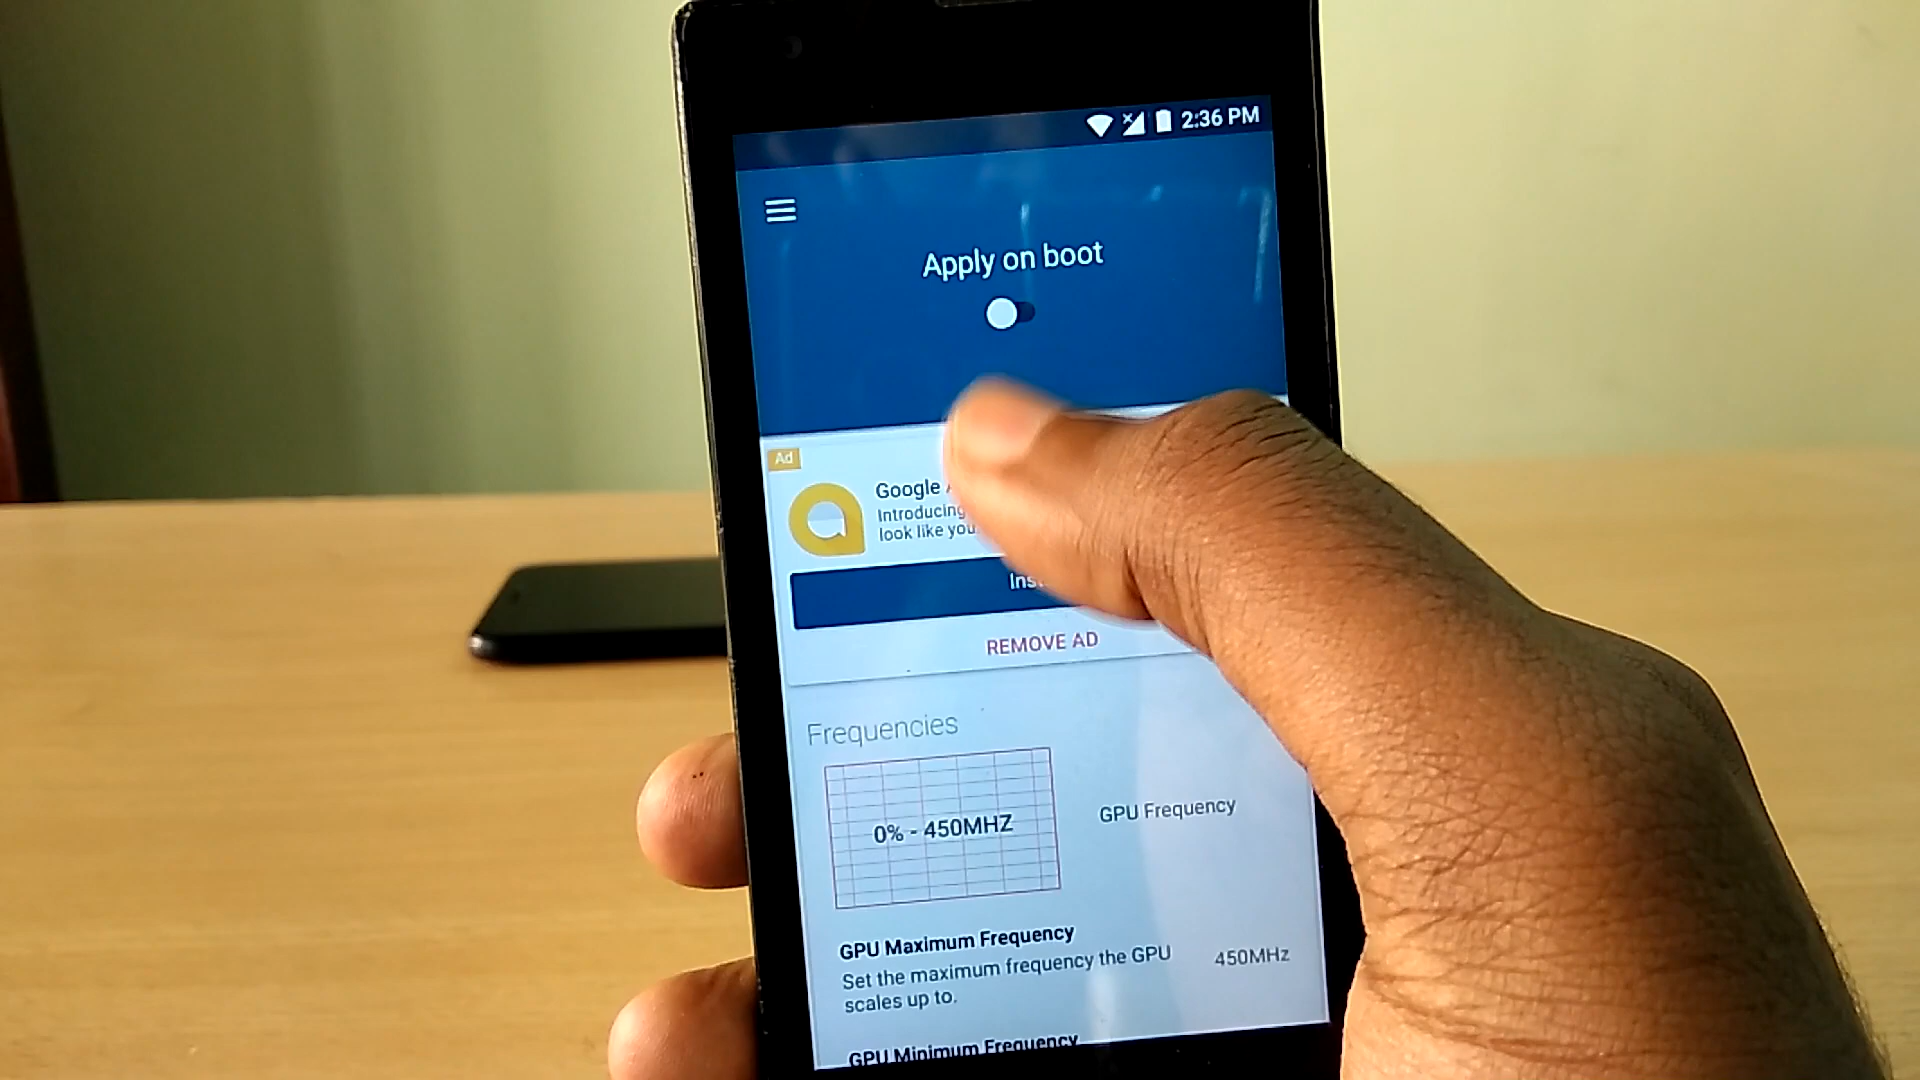 2:36 PM
Apply on boot
Ad
Google
Introducing
look like you
REMOVE AD
Frequencies
0% - 450MHZ
GPU Frequency
GPU Maximum Frequency
Set the maximum frequency the GPU
scales up to.
450MHz
GPU Minimum Frequency